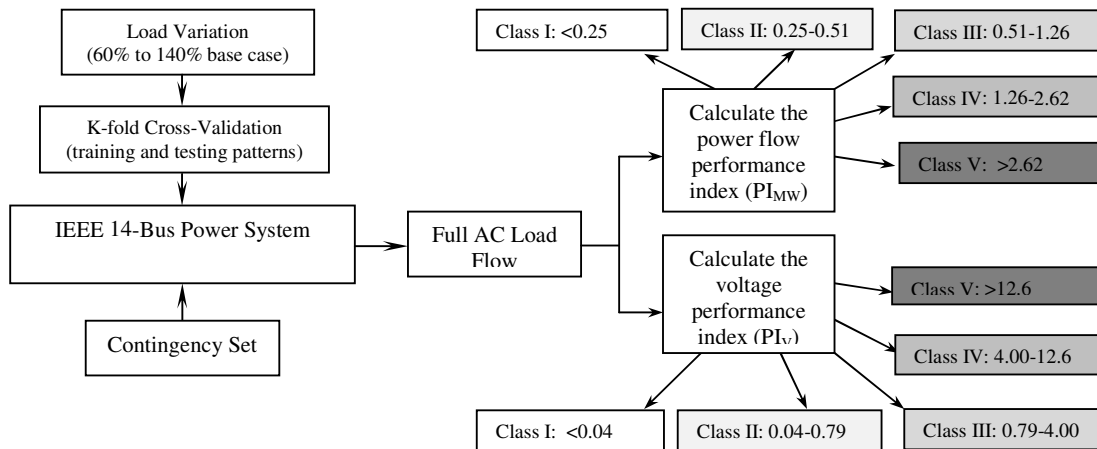 Load Variation
(60% to 140% base case)
K-fold Cross-Validation
(training and testing patterns)
IEEE 14-Bus Power System
Contingency Set
Full AC Load
Flow
Class I: <0.25
Class II: 0.25-0.51
Class III: 0.51-1.26
Class IV: 1.26-2.62
Class V: >2.62
Calculate the
power flow
performance
index (PIMW)
Calculate the
voltage
performance
index (PIV)
Class V: >12.6
Class IV: 4.00-12.6
Class I: <0.04
Class II: 0.04-0.79
Class III: 0.79-4.00